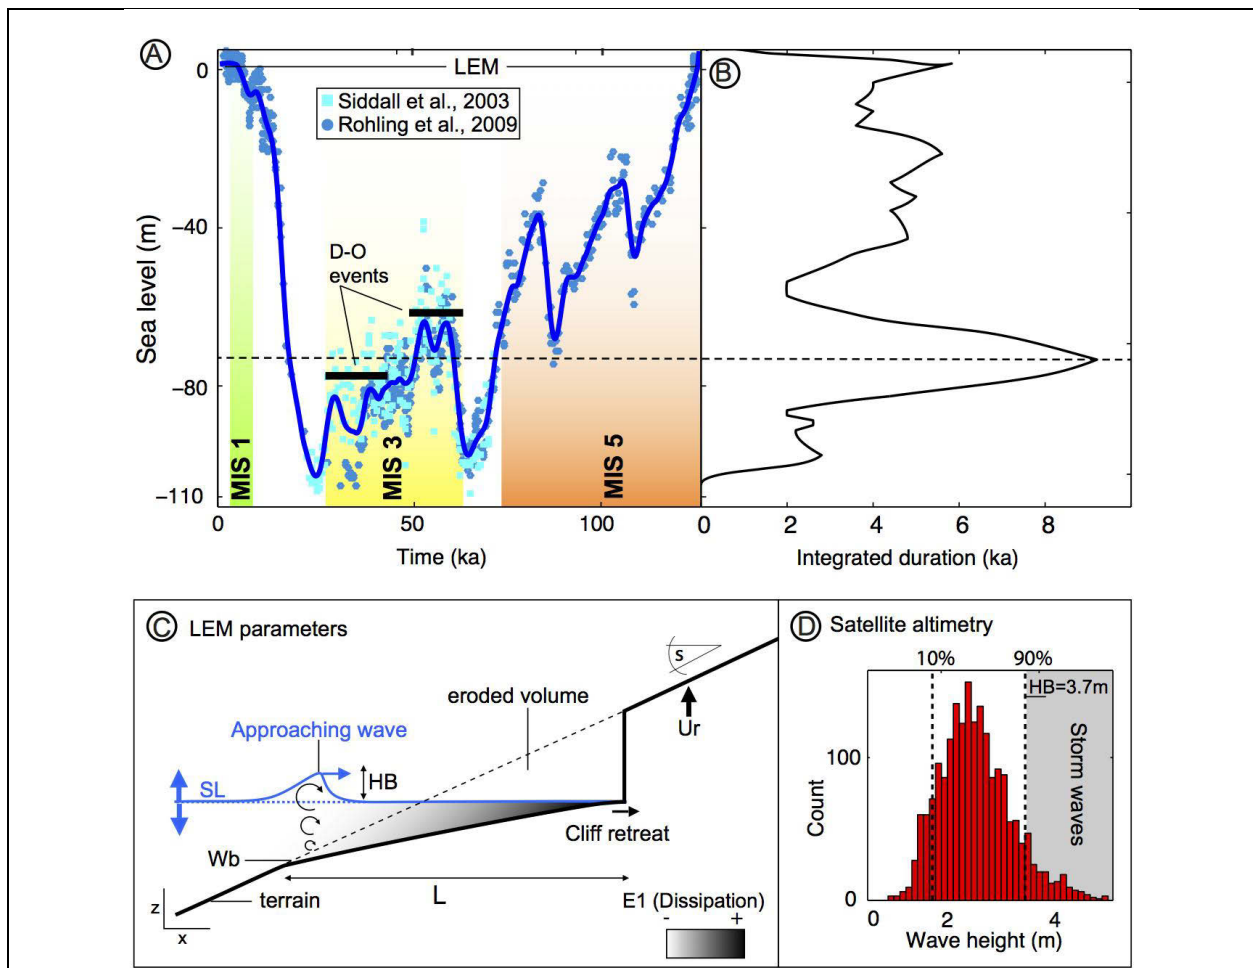 A
LEM
Siddall et al., 2003
Rohling et al., 2009
D-O
events
MIS 1
MIS 3
MIS 5
Sea level (m)
0
−40
−80
−110
0
50
100
Time (ka)
B
0
2
4
6
8
Integrated duration (ka)
C LEM parameters
S
eroded volume
Ur
Approaching wave
SL
HB
Cliff retreat
Wb
L
terrain
z
x
E1 (Dissipation)
- +
D Satellite altimetry
10% 90%
HB=3.7m
Storm waves
Count
100
0
0 2 4
Wave height (m)